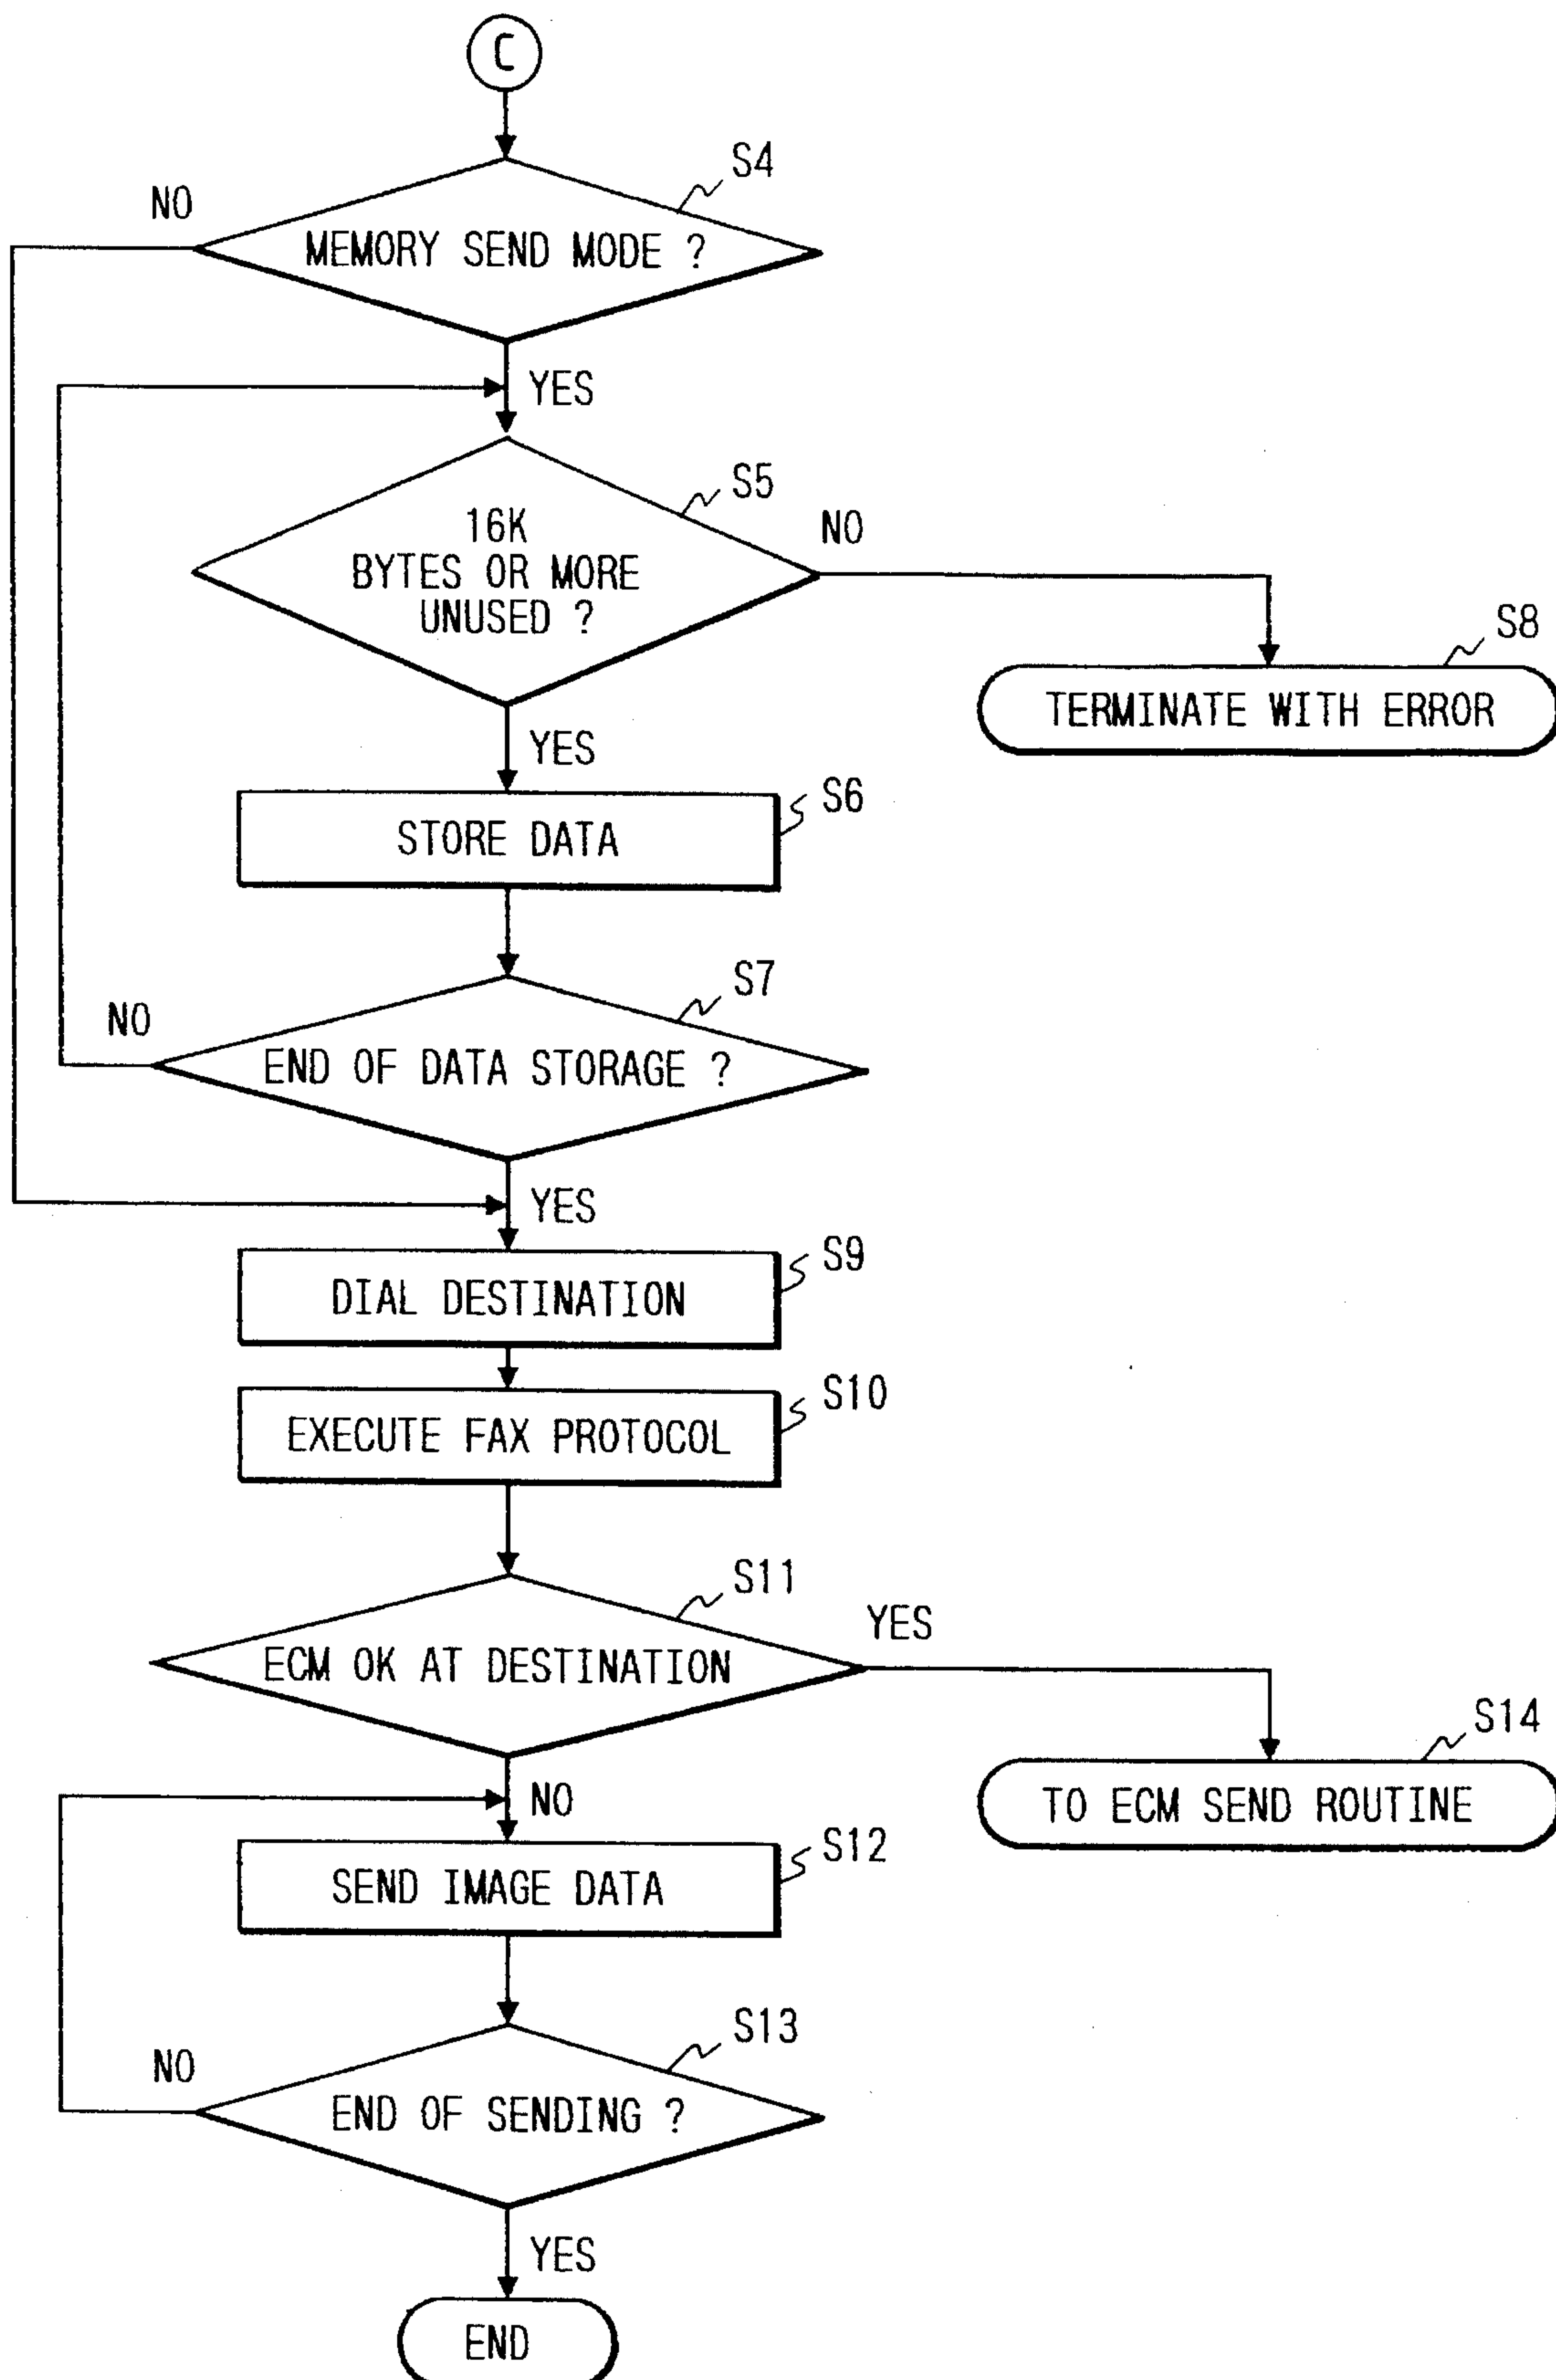 C
S4
NO
MEMORY SEND MODE ?
YES
S5
16K
BYTES OR MORE
UNUSED ?
NO
S8
TERMINATE WITH ERROR
YES
S6
STORE DATA
S7
NO
END OF DATA STORAGE ?
YES
S9
DIAL DESTINATION
S10
EXECUTE FAX PROTOCOL
S11
YES
ECM OK AT DESTINATION
S14
TO ECM SEND ROUTINE
NO
S12
SEND IMAGE DATA
S13
NO
END OF SENDING ?
YES
END